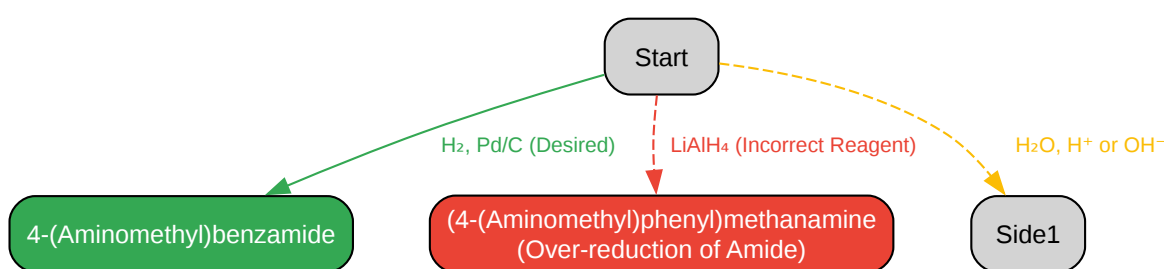 Start
H₂, Pd/C (Desired)
LiAlH₄ (Incorrect Reagent)
H₂O, H⁺ or OH⁻
4-(Aminomethyl)benzamide
(4-(Aminomethyl)phenyl)methanamine
(Over-reduction of Amide)
Side1